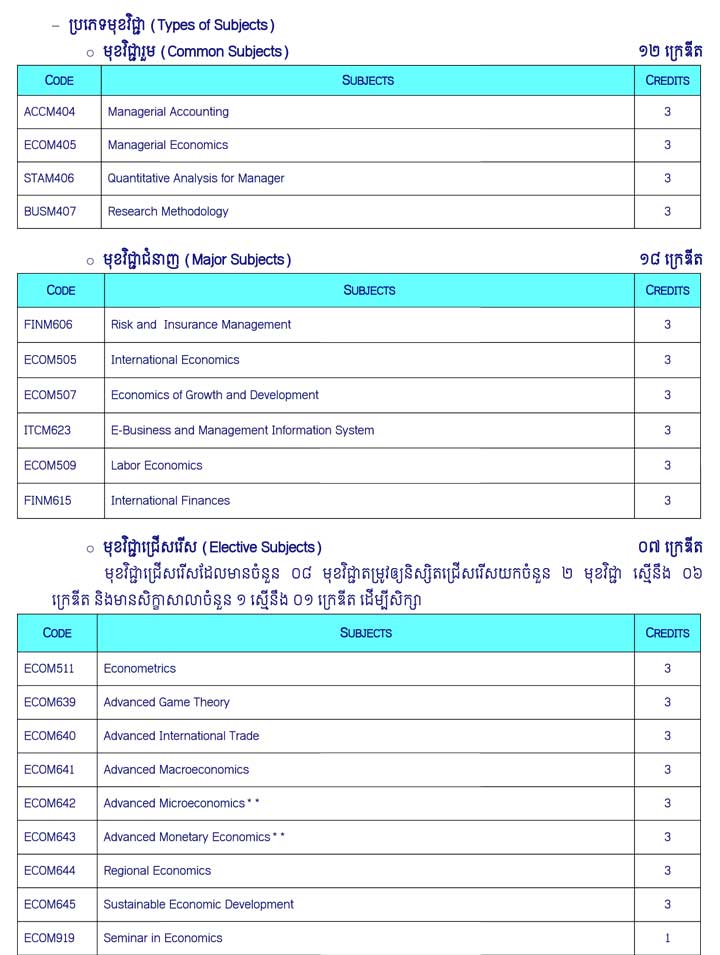 – ប្រភេទមុខវិជ្ជា (Types of Subjects)
○ មុខវិជ្ជារួម (Common Subjects) ១២ ក្រេឌីត
CODE SUBJECTS CREDITS
ACCM404 Managerial Accounting 3
ECOM405 Managerial Economics 3
STAM406 Quantitative Analysis for Manager 3
BUSM407 Research Methodology 3
○ មុខវិជ្ជាជំនាញ (Major Subjects) ១៨ ក្រេឌីត
CODE SUBJECTS CREDITS
FINM606 Risk and Insurance Management 3
ECOM505 International Economics 3
ECOM507 Economics of Growth and Development 3
ITCM623 E-Business and Management Information System 3
ECOM509 Labor Economics 3
FINM615 International Finances 3
○ មុខវិជ្ជាជ្រើសរើស (Elective Subjects) ០៧ ក្រេឌីត
មុខវិជ្ជាជ្រើសរើសដែលមានចំនួន ០៨ មុខវិជ្ជាតម្រូវឲ្យនិស្សិតជ្រើសរើសយកចំនួន ២ មុខវិជ្ជា ស្មើនឹង ០៦
ក្រេឌីត និងមានសិក្ខាសាលាចំនួន ១ ស្មើនឹង ០១ ក្រេឌីត ដើម្បីសិក្សា
CODE SUBJECTS CREDITS
ECOM511 Econometrics 3
ECOM639 Advanced Game Theory 3
ECOM640 Advanced International Trade 3
ECOM641 Advanced Macroeconomics 3
ECOM642 Advanced Microeconomics** 3
ECOM643 Advanced Monetary Economics** 3
ECOM644 Regional Economics 3
ECOM645 Sustainable Economic Development 3
ECOM919 Seminar in Economics 1